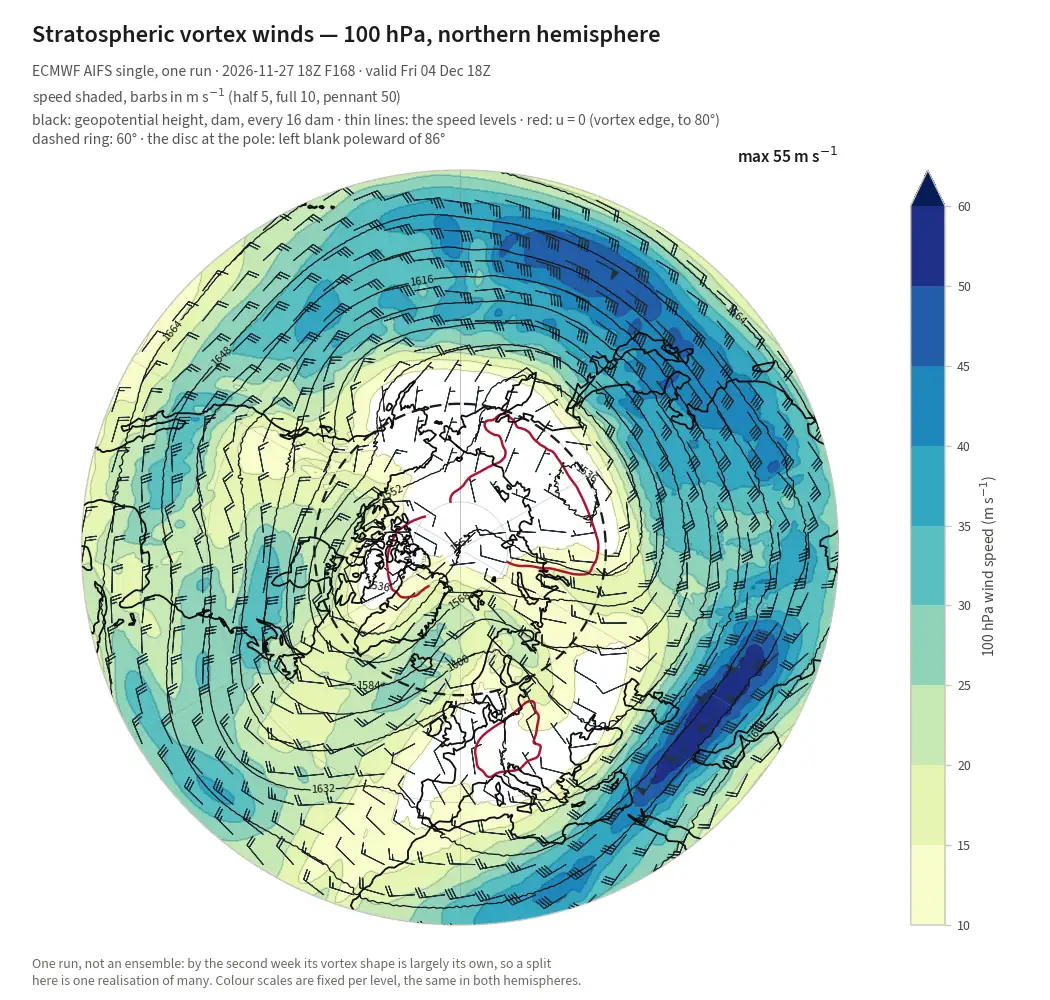 Stratospheric vortex winds — 100 hPa, northern hemisphere
ECMWF AIFS single, one run · 2026-11-27 18Z F168 · valid Fri 04 Dec 18Z
speed shaded, barbs in m s⁻¹ (half 5, full 10, pennant 50)
black: geopotential height, dam, every 16 dam · thin lines: the speed levels · red: u = 0 (vortex edge, to 80°)
dashed ring: 60° · the disc at the pole: left blank poleward of 86°
max 55 m s⁻¹
60
50
45
40
35
30
25
20
15
10
100 hPa wind speed (m s⁻¹)
1616
1664
1664
1648
1536
1552
1536
1568
1600
1584
1632
One run, not an ensemble: by the second week its vortex shape is largely its own, so a split
here is one realisation of many. Colour scales are fixed per level, the same in both hemispheres.